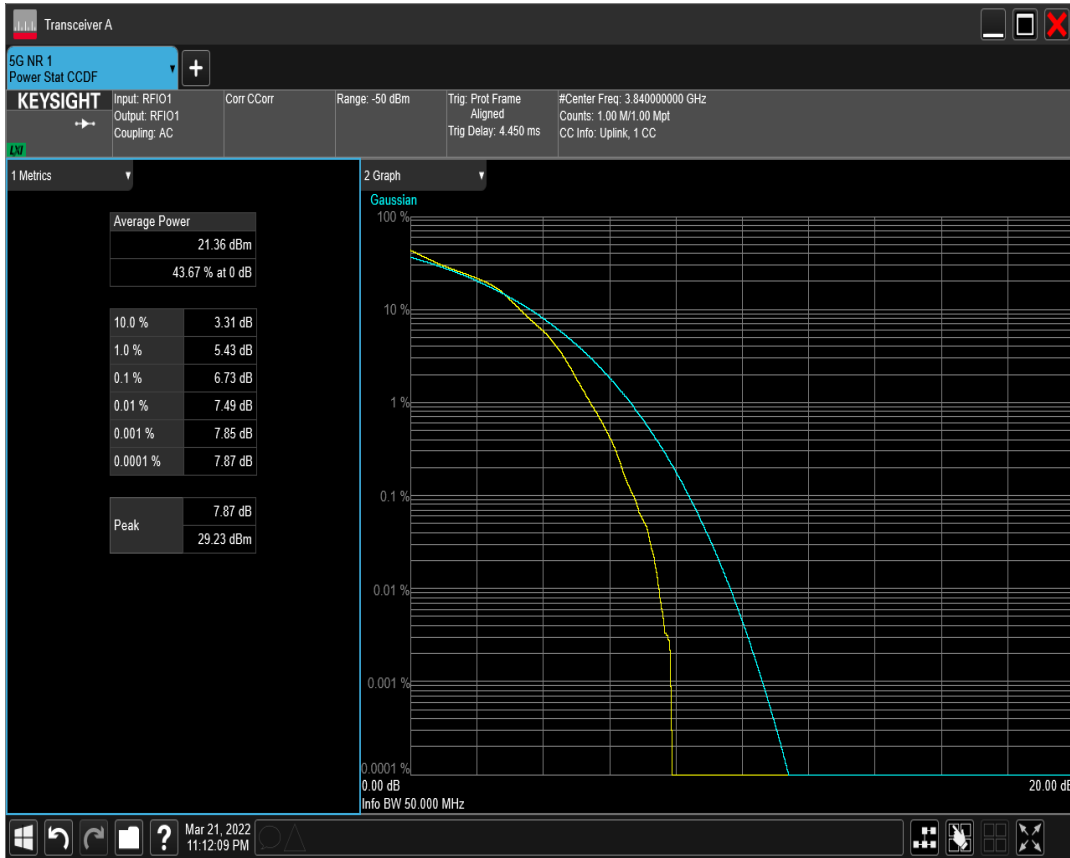 Transceiver A
5G NR 1
Power Stat CCDF
KEYSIGHT
LXI
Input: RFIO1
Output: RFIO1
Coupling: AC
Corr CCorr
Range: -50 dBm
Trig: Prot Frame
Aligned
Trig Delay: 4.450 ms
#Center Freq: 3.840000000 GHz
Counts: 1.00 M/1.00 Mpt
CC Info: Uplink, 1 CC
1 Metrics
Average Power
21.36 dBm
43.67 % at 0 dB
10.0 % 3.31 dB
1.0 % 5.43 dB
0.1 % 6.73 dB
0.01 % 7.49 dB
0.001 % 7.85 dB
0.0001 % 7.87 dB
Peak 7.87 dB
29.23 dBm
2 Graph
Gaussian
100 %
10 %
1 %
0.1 %
0.01 %
0.001 %
0.0001 %
0.00 dB 20.00 dB
Info BW 50.000 MHz
?
Mar 21, 2022
11:12:09 PM